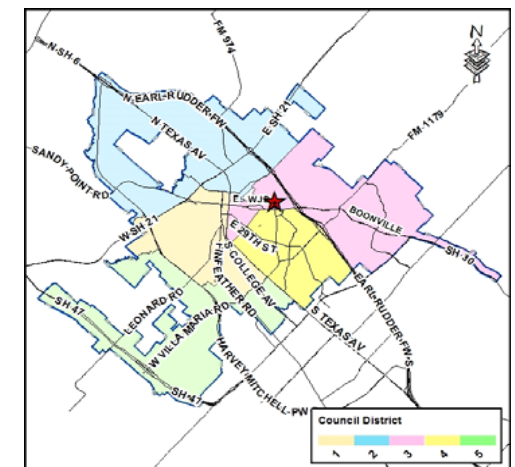 N
N-SH 6
FM 974
N-EARL-RUDDER-FW
E SH 21
N TEXAS AV
FM-1179
SANDY-POINT-RD
W-SH 21
BOONVILLE
E 29TH ST
SH-30
S COLLEGE AV
FINFEATHER RD
EARL-RUDDER-FW-S
SH 47
LEONARD RD
W VILLA MARIA RD
S TEXAS AV
HARVEY-MITCHELL-PW
SH-47
Council District
1 2 3 4 5